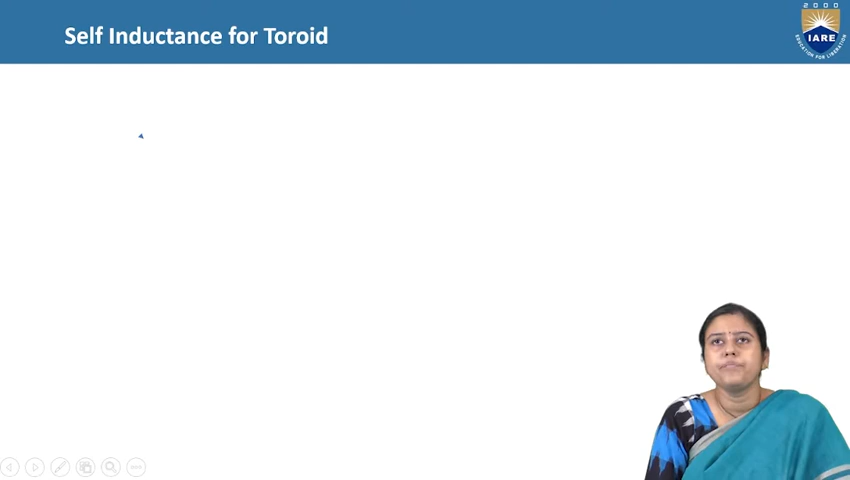 Self Inductance for Toroid
2000
IARE
EDUCATION FOR LIBERATION